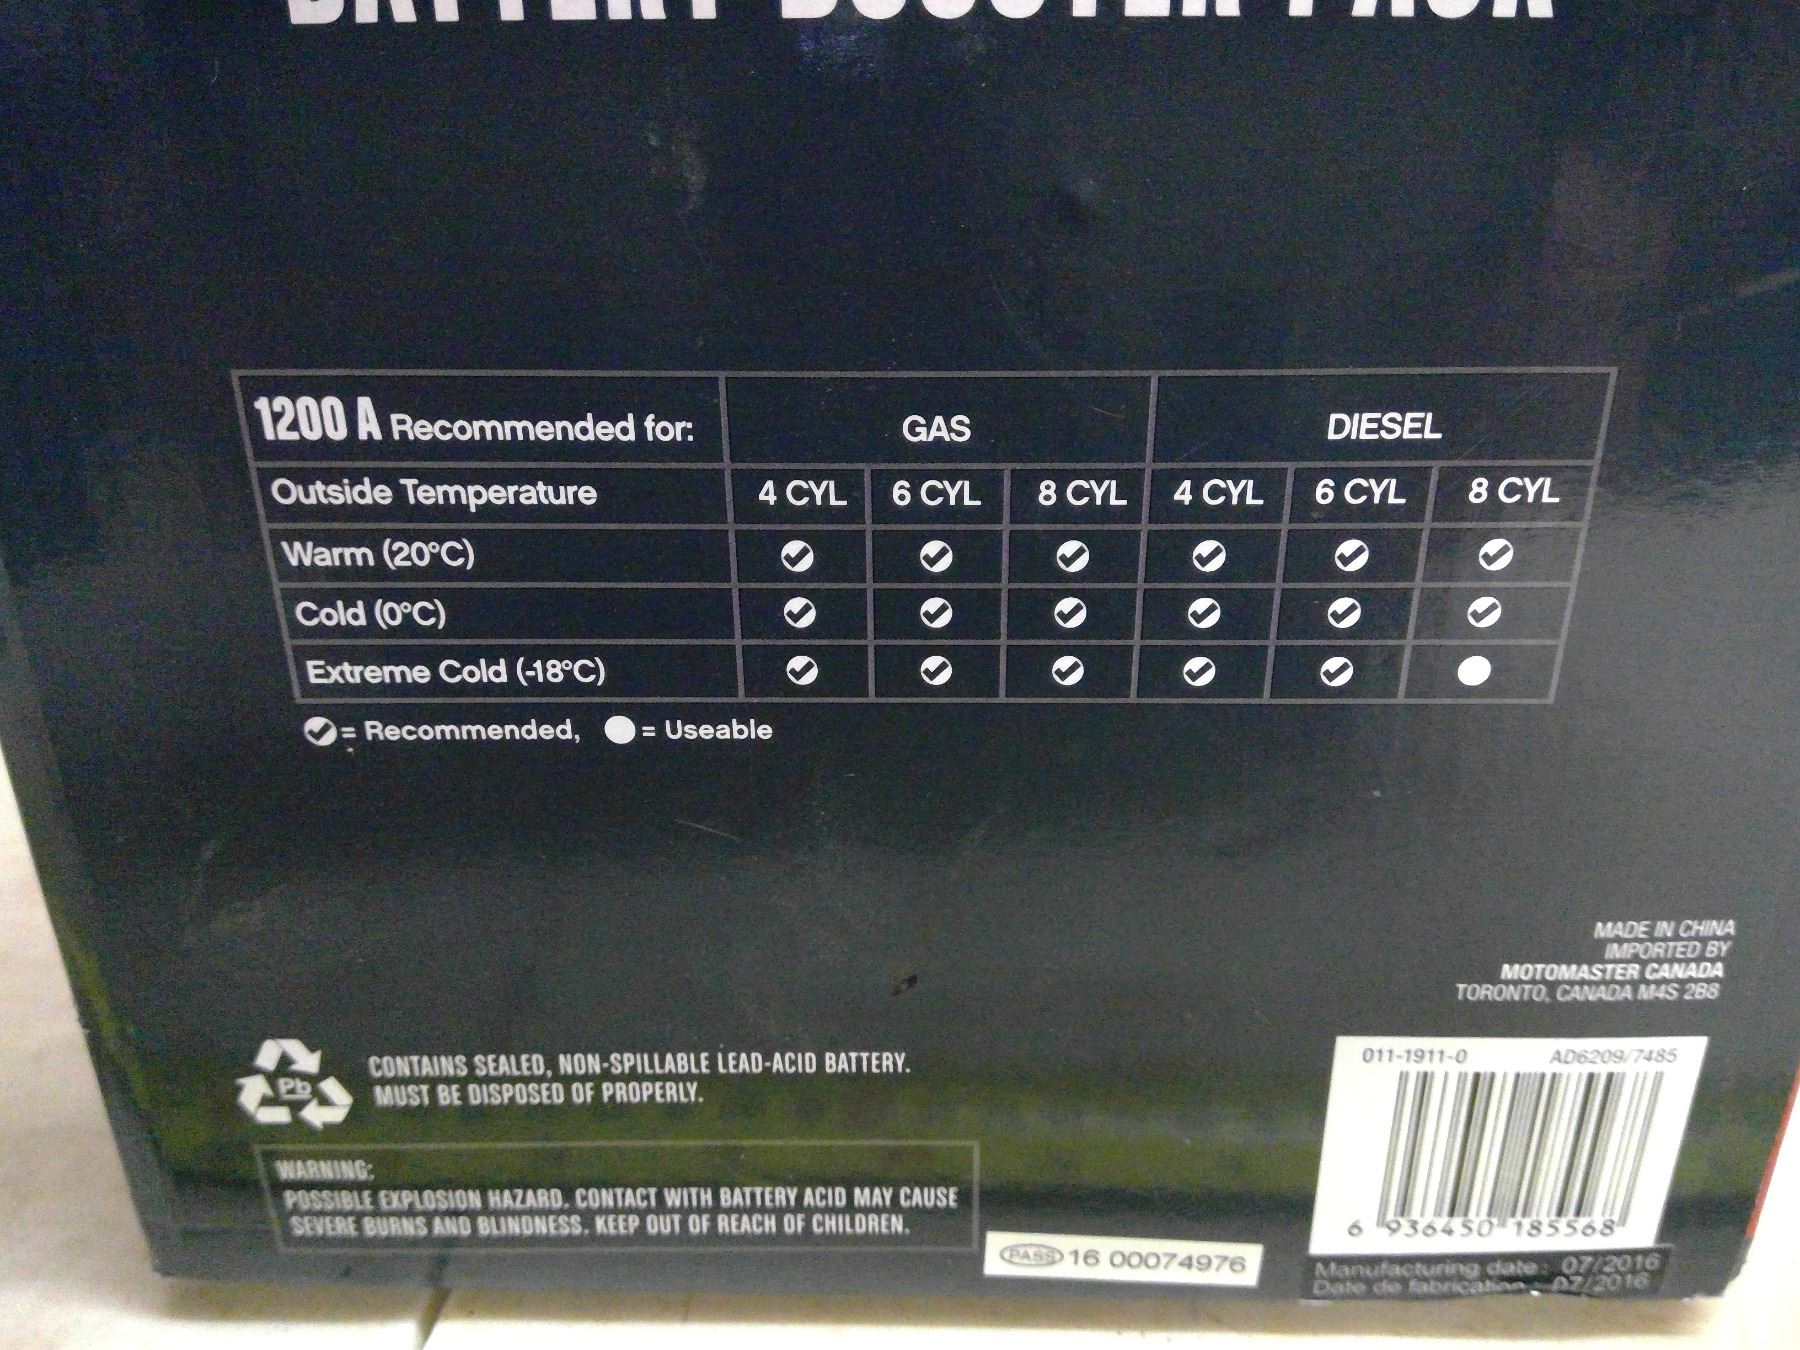 BATTERY BOOSTER PACK
1200 A Recommended for: GAS DIESEL
Outside Temperature 4 CYL 6 CYL 8 CYL 4 CYL 6 CYL 8 CYL
Warm (20°C)
Cold (0°C)
Extreme Cold (-18°C)
= Recommended, = Useable
MADE IN CHINA
IMPORTED BY
MOTOMASTER CANADA
TORONTO, CANADA M4S 2B8
CONTAINS SEALED, NON-SPILLABLE LEAD-ACID BATTERY.
MUST BE DISPOSED OF PROPERLY.
Pb
WARNING:
POSSIBLE EXPLOSION HAZARD. CONTACT WITH BATTERY ACID MAY CAUSE
SEVERE BURNS AND BLINDNESS. KEEP OUT OF REACH OF CHILDREN.
PASS 16 00074976
011-1911-0 AD6209/7485
6 936450 185568
Manufacturing date: 07/2016
Date de fabrication 07/2016